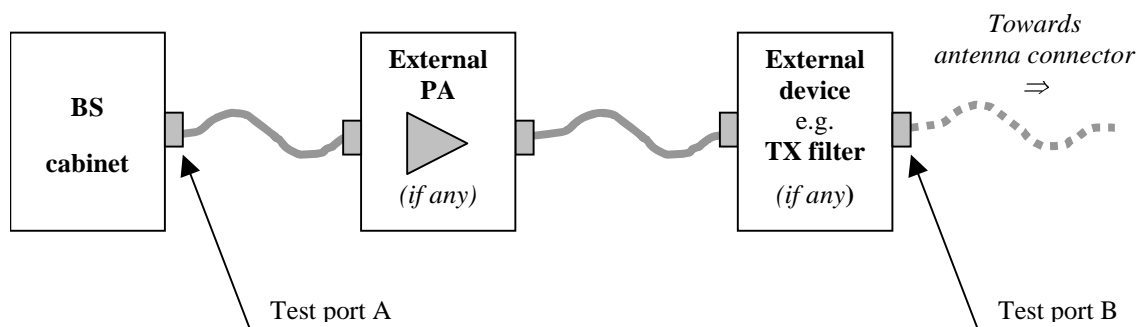 BS
cabinet
External
PA
(if any)
External
device
e.g.
TX filter
(if any)
Towards
antenna connector
⇒
Test port A
Test port B